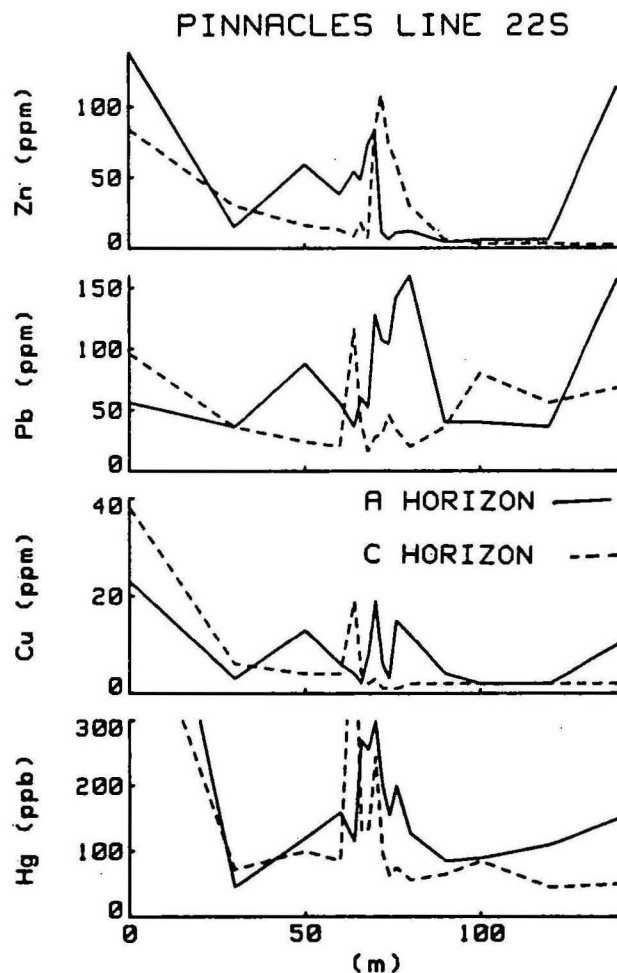 PINNACLES LINE 22S
Zn (ppm)
100
50
0
Pb (ppm)
150
100
50
0
A HORIZON
C HORIZON
Cu (ppm)
40
20
0
Hg (ppb)
300
200
100
0
0 50 100
(m)